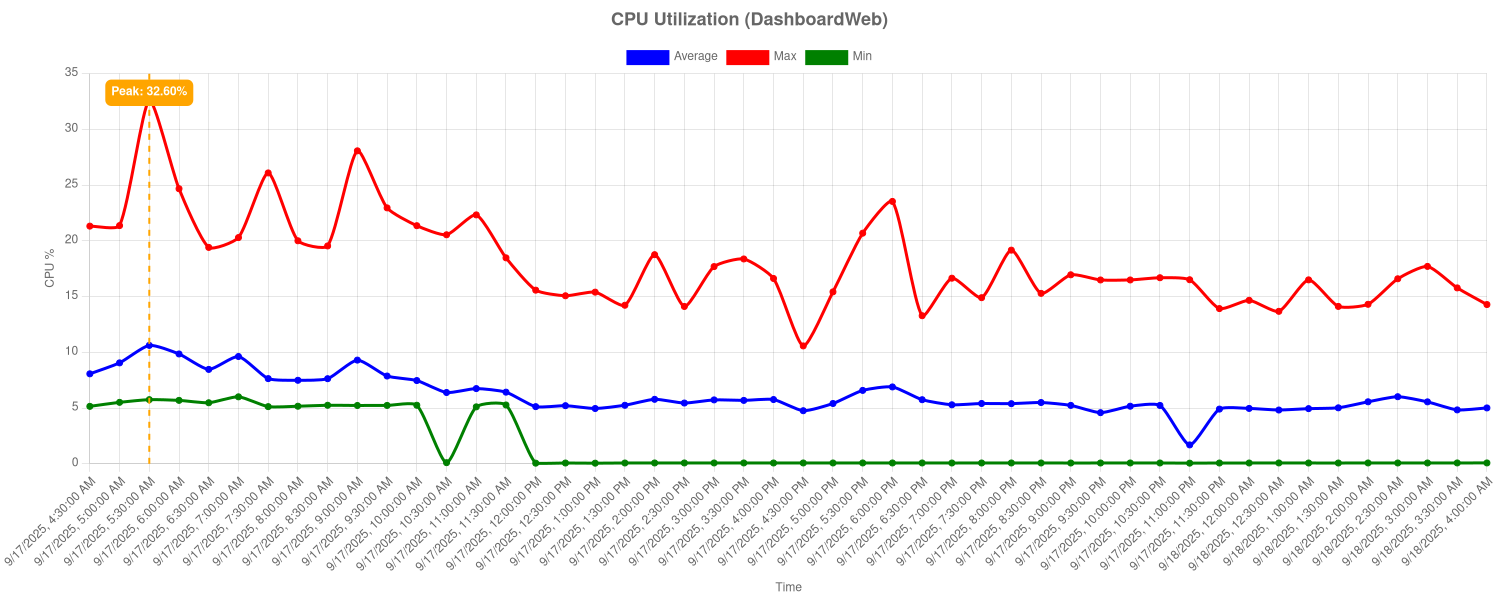 CPU Utilization (DashboardWeb)
Average Max Min
Peak: 32.60%
35
30
25
20
15
10
5
0
CPU %
9/17/2025, 4:30:00 AM
9/17/2025, 5:00:00 AM
9/17/2025, 5:30:00 AM
9/17/2025, 6:00:00 AM
9/17/2025, 6:30:00 AM
9/17/2025, 7:00:00 AM
9/17/2025, 7:30:00 AM
9/17/2025, 8:00:00 AM
9/17/2025, 8:30:00 AM
9/17/2025, 9:00:00 AM
9/17/2025, 9:30:00 AM
9/17/2025, 10:00:00 AM
9/17/2025, 10:30:00 AM
9/17/2025, 11:00:00 AM
9/17/2025, 11:30:00 AM
9/17/2025, 12:00:00 PM
9/17/2025, 12:30:00 PM
9/17/2025, 1:00:00 PM
9/17/2025, 1:30:00 PM
9/17/2025, 2:00:00 PM
9/17/2025, 2:30:00 PM
9/17/2025, 3:00:00 PM
9/17/2025, 3:30:00 PM
9/17/2025, 4:00:00 PM
9/17/2025, 4:30:00 PM
9/17/2025, 5:00:00 PM
9/17/2025, 5:30:00 PM
9/17/2025, 6:00:00 PM
9/17/2025, 6:30:00 PM
9/17/2025, 7:00:00 PM
9/17/2025, 7:30:00 PM
9/17/2025, 8:00:00 PM
9/17/2025, 8:30:00 PM
9/17/2025, 9:00:00 PM
9/17/2025, 9:30:00 PM
9/17/2025, 10:00:00 PM
9/17/2025, 10:30:00 PM
9/17/2025, 11:00:00 PM
9/17/2025, 11:30:00 PM
9/18/2025, 12:00:00 AM
9/18/2025, 12:30:00 AM
9/18/2025, 1:00:00 AM
9/18/2025, 1:30:00 AM
9/18/2025, 2:00:00 AM
9/18/2025, 2:30:00 AM
9/18/2025, 3:00:00 AM
9/18/2025, 3:30:00 AM
9/18/2025, 4:00:00 AM
Time